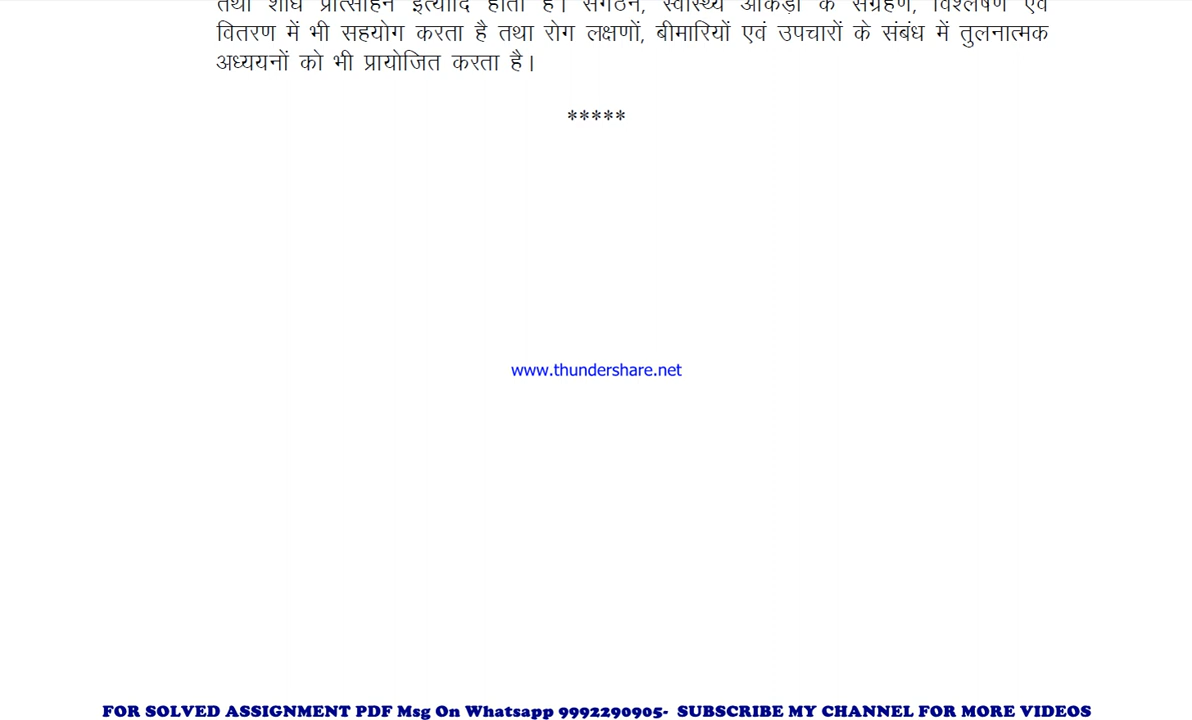 तथा शोध प्रोत्साहन इत्यादि होता है। संगठन, स्वास्थ्य आंकड़ों के संग्रहण, विश्लेषण एवं
वितरण में भी सहयोग करता है तथा रोग लक्षणों, बीमारियों एवं उपचारों के संबंध में तुलनात्मक
अध्ययनों को भी प्रायोजित करता है।
*****
www.thundershare.net
FOR SOLVED ASSIGNMENT PDF Msg On Whatsapp 9992290905- SUBSCRIBE MY CHANNEL FOR MORE VIDEOS